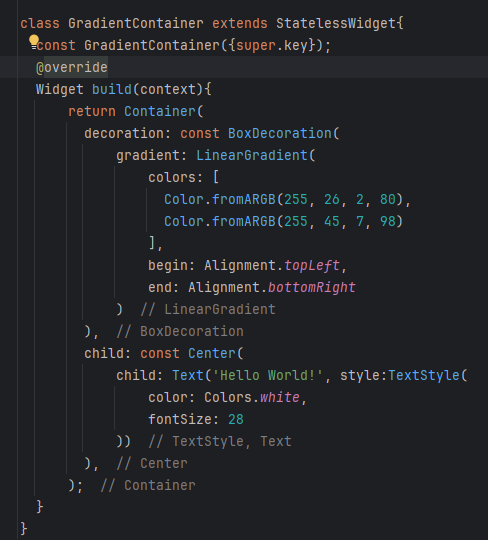 class GradientContainer extends StatelessWidget{
const GradientContainer({super.key});
@override
Widget build(context){
return Container(
decoration: const BoxDecoration(
gradient: LinearGradient(
colors: [
Color.fromARGB(255, 26, 2, 80),
Color.fromARGB(255, 45, 7, 98)
],
begin: Alignment.topLeft,
end: Alignment.bottomRight
) // LinearGradient
), // BoxDecoration
child: const Center(
child: Text('Hello World!', style:TextStyle(
color: Colors.white,
fontSize: 28
)) // TextStyle, Text
), // Center
); // Container
}
}